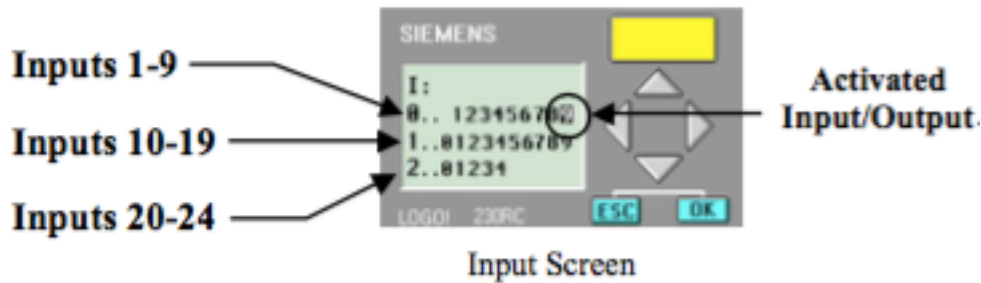 SIEMENS
Inputs 1-9
I:
0.. 123456789
Activated
Input/Output
Inputs 10-19
1..0123456789
2..01234
Inputs 20-24
LOGO! 230RC
ESC
OK
Input Screen